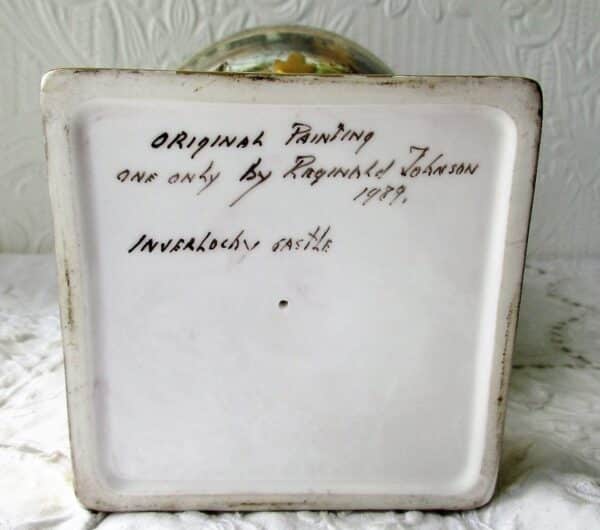 ORIGINAL PAINTING
ONE ONLY by REGINALD JOHNSON
1989.
INVERLOCHY CASTLE